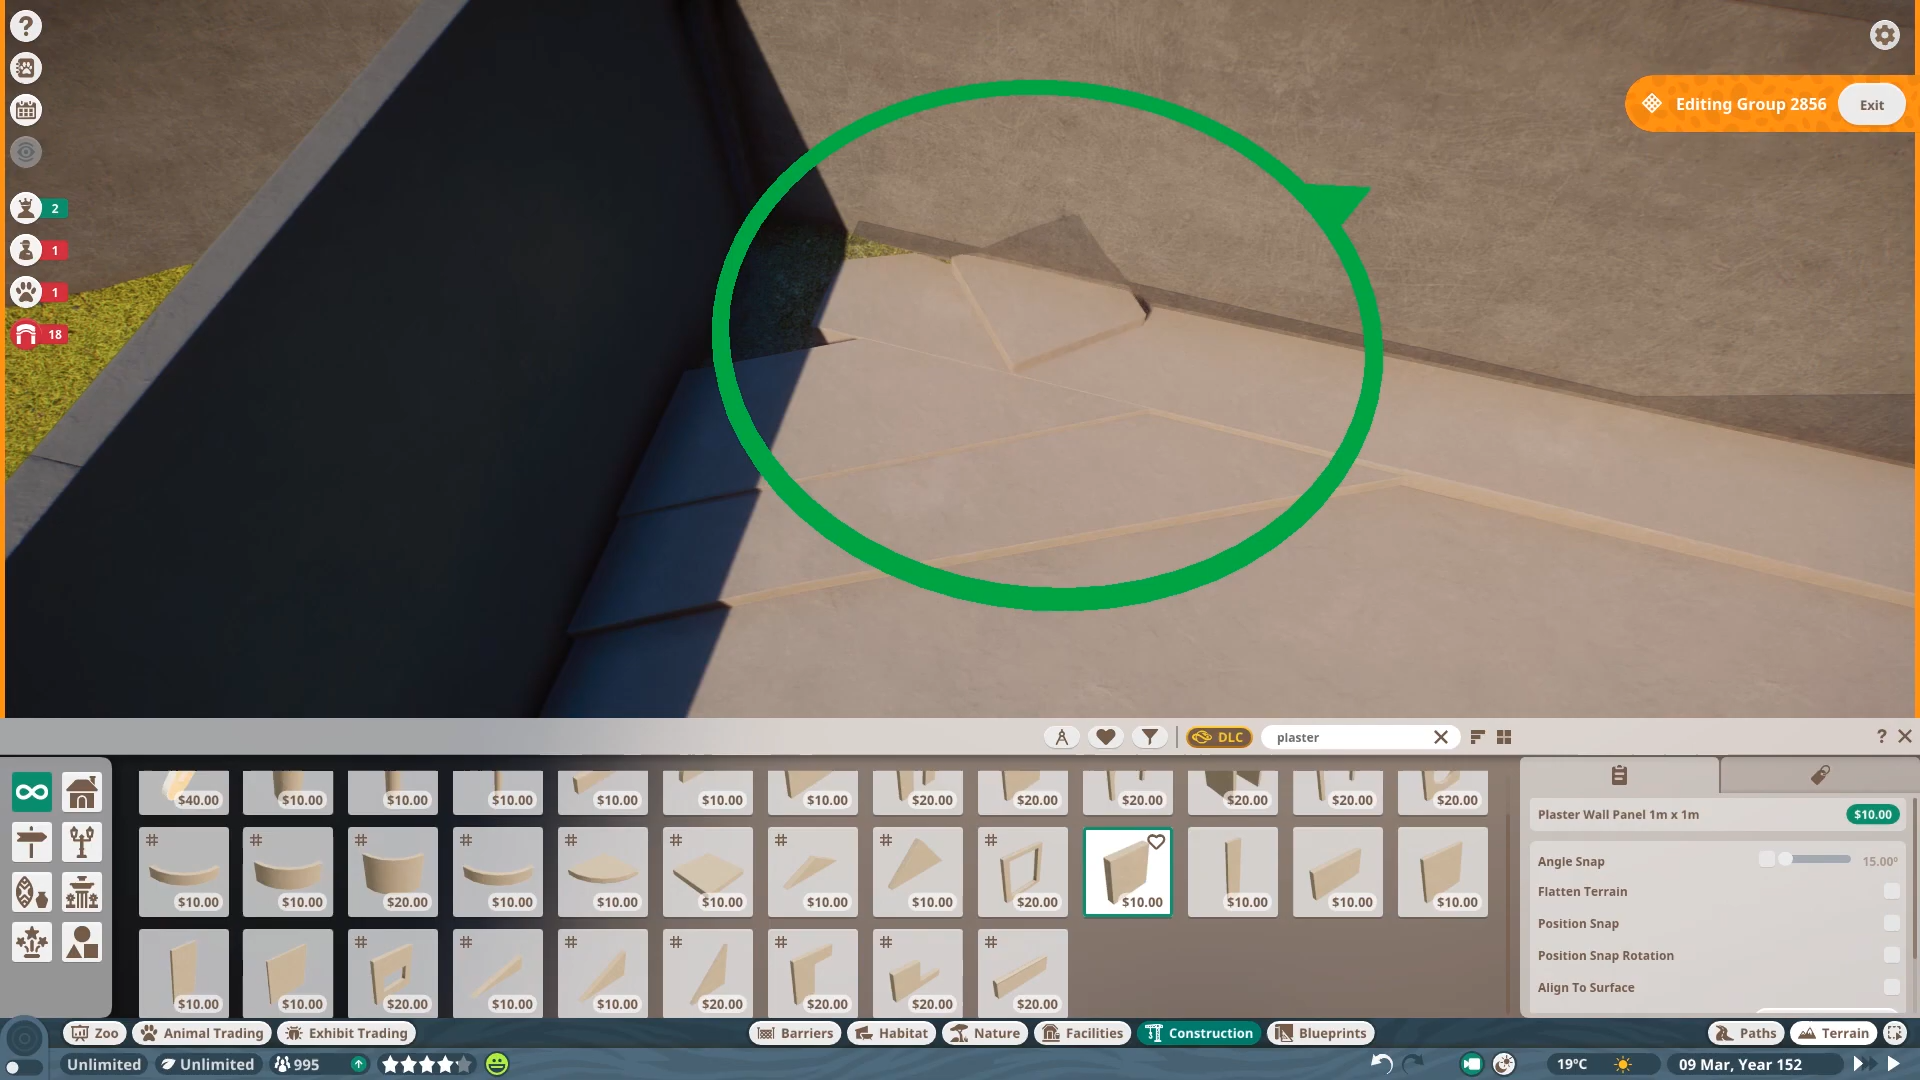 ?
Editing Group 2856
Exit
2
1
1
18
DLC
plaster
?
$40.00
$10.00
$10.00
$10.00
$10.00
$10.00
$10.00
$20.00
$20.00
$20.00
$20.00
$20.00
$20.00
$10.00
$10.00
$20.00
$10.00
$10.00
$10.00
$10.00
$10.00
$20.00
$10.00
$10.00
$10.00
$10.00
$10.00
$10.00
$20.00
$10.00
$10.00
$20.00
$20.00
$20.00
$20.00
Plaster Wall Panel 1m x 1m
$10.00
Angle Snap
15.00°
Flatten Terrain
Position Snap
Position Snap Rotation
Align To Surface
Zoo
Animal Trading
Exhibit Trading
Barriers
Habitat
Nature
Facilities
Construction
Blueprints
Paths
Terrain
Unlimited
Unlimited
995
19°C
09 Mar, Year 152